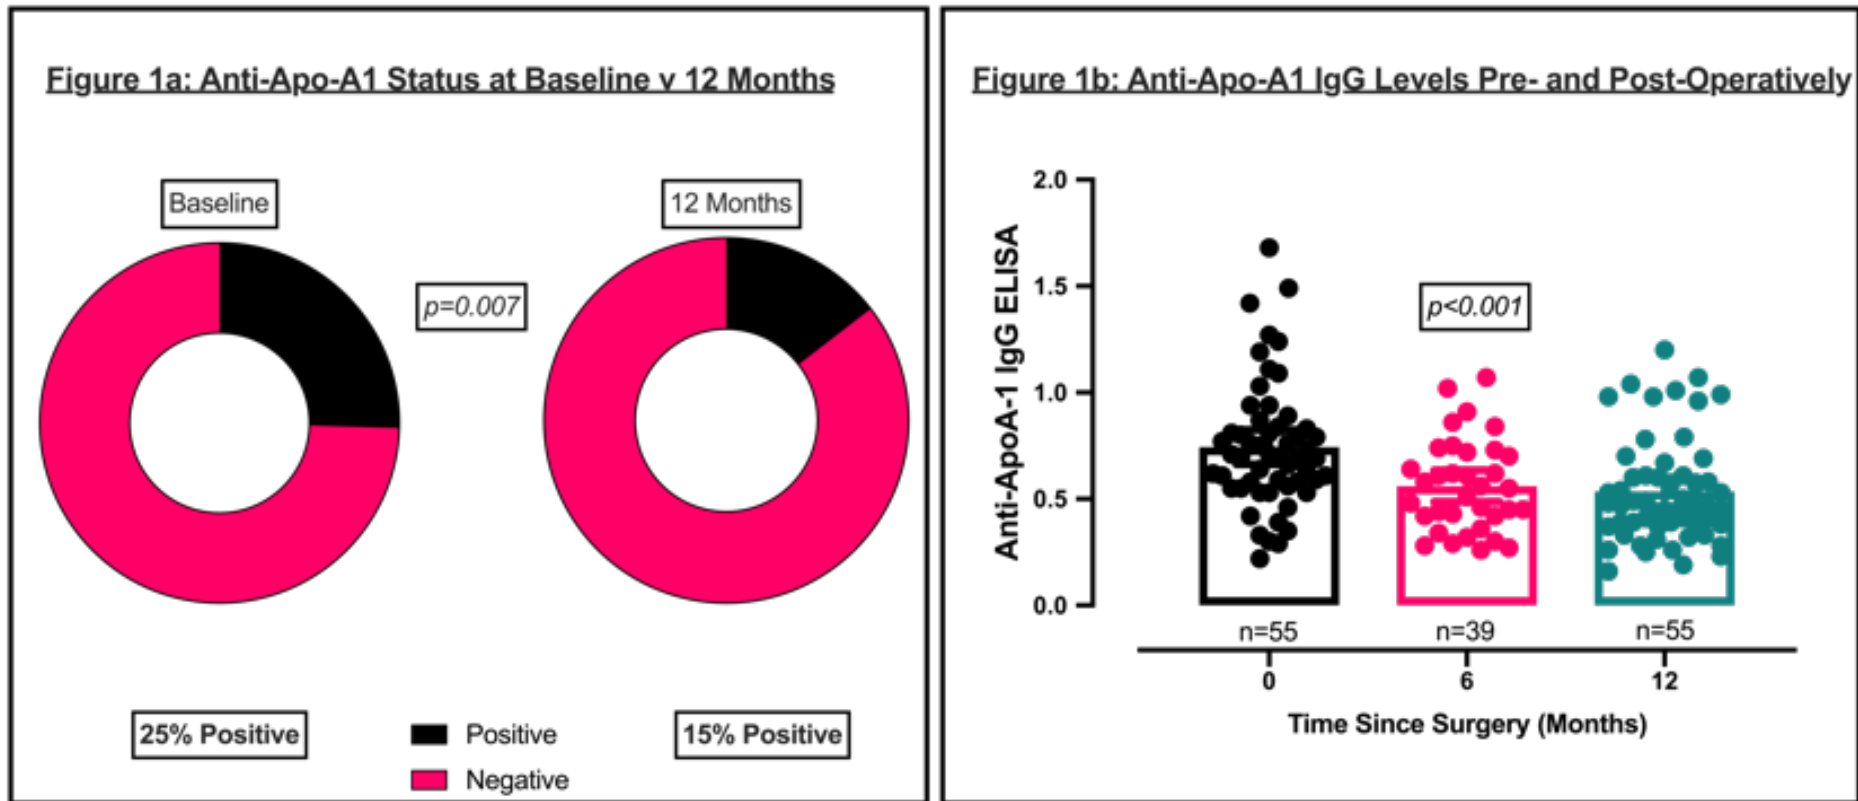 Figure 1a: Anti-Apo-A1 Status at Baseline v 12 Months
Baseline
12 Months
p=0.007
25% Positive
Positive
Negative
15% Positive
Figure 1b: Anti-Apo-A1 IgG Levels Pre- and Post-Operatively
Anti-ApoA-1 IgG ELISA
2.0
1.5
1.0
0.5
0.0
p<0.001
n=55
n=39
n=55
0
6
12
Time Since Surgery (Months)